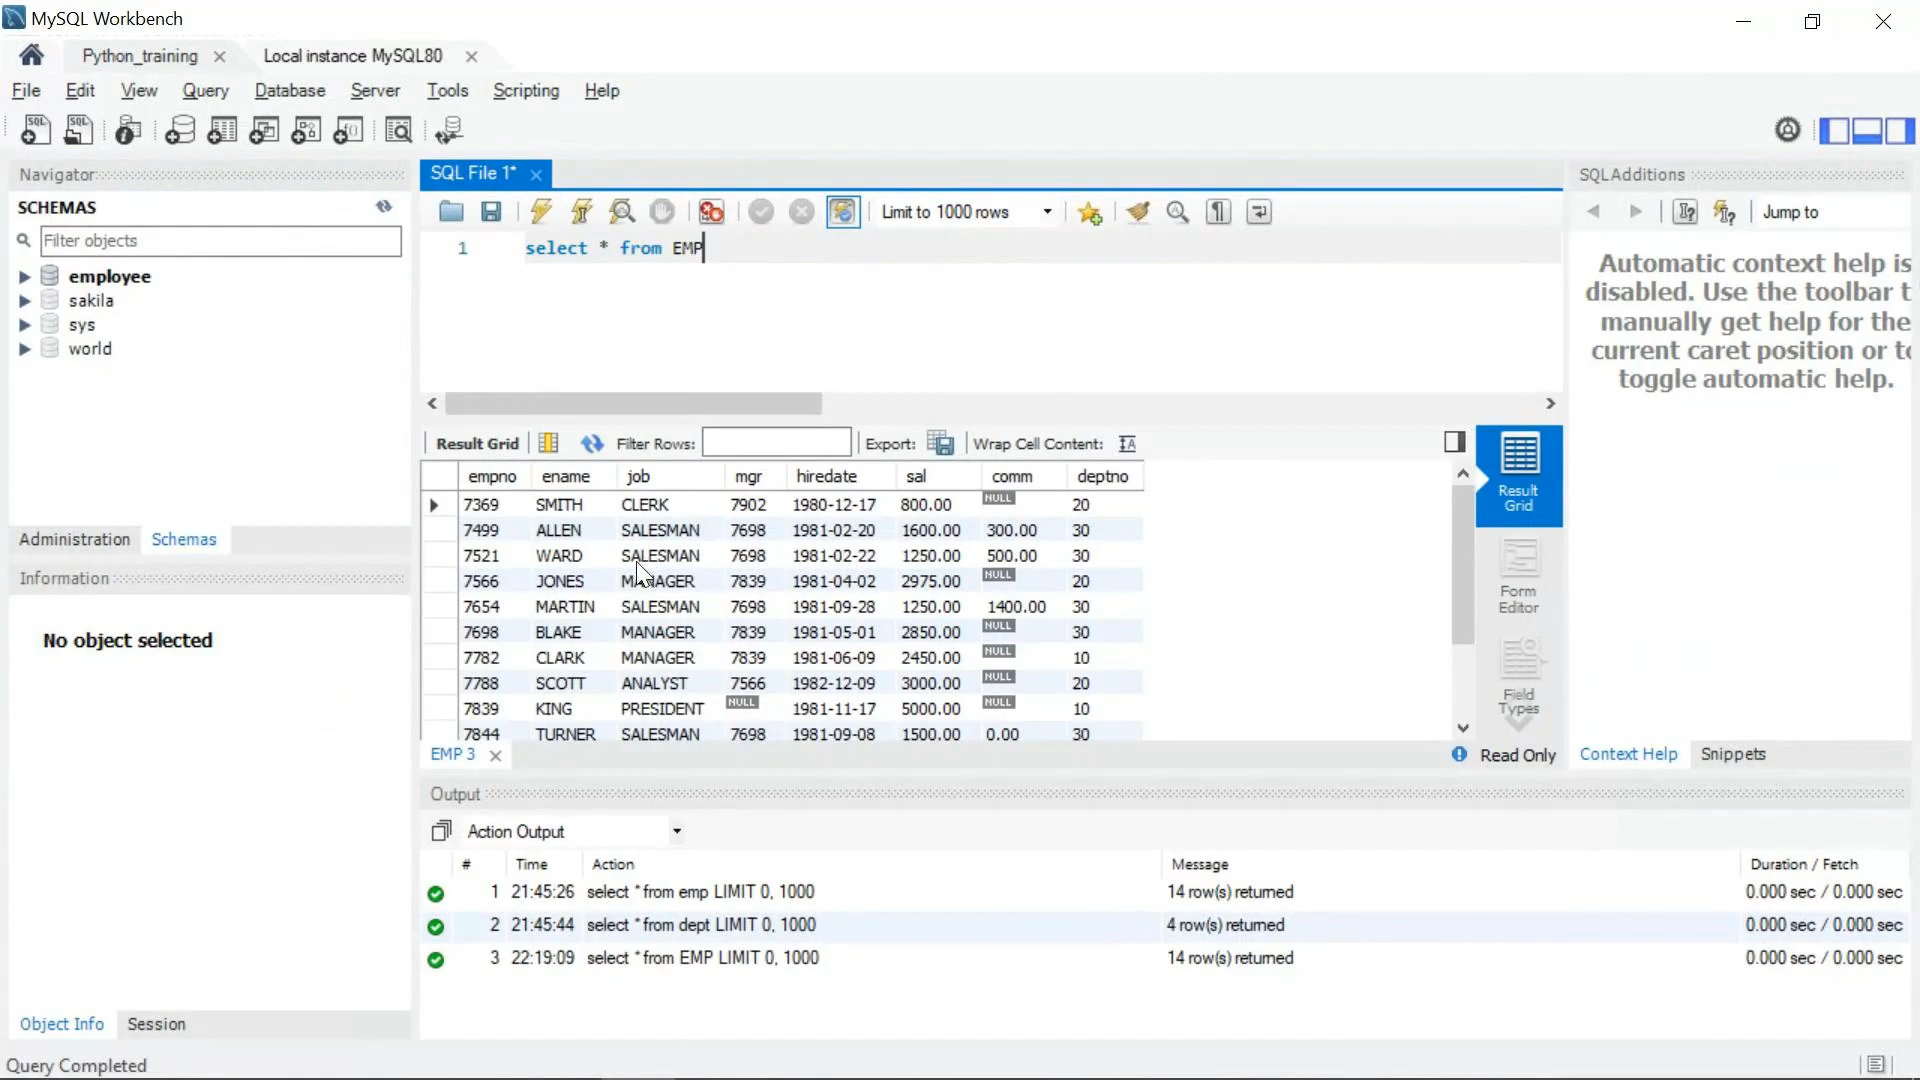 MySQL Workbench
Python_training Local instance MySQL80
File Edit View Query Database Server Tools Scripting Help
Navigator
SCHEMAS
Filter objects
employee
sakila
sys
world
Administration Schemas
Information
No object selected
Object Info Session
Query Completed
SQL File 1*
Limit to 1000 rows
1 select * from EMP
Result Grid Filter Rows: Export: Wrap Cell Content:
empno ename job mgr hiredate sal comm deptno
7369 SMITH CLERK 7902 1980-12-17 800.00 NULL 20
7499 ALLEN SALESMAN 7698 1981-02-20 1600.00 300.00 30
7521 WARD SALESMAN 7698 1981-02-22 1250.00 500.00 30
7566 JONES MANAGER 7839 1981-04-02 2975.00 NULL 20
7654 MARTIN SALESMAN 7698 1981-09-28 1250.00 1400.00 30
7698 BLAKE MANAGER 7839 1981-05-01 2850.00 NULL 30
7782 CLARK MANAGER 7839 1981-06-09 2450.00 NULL 10
7788 SCOTT ANALYST 7566 1982-12-09 3000.00 NULL 20
7839 KING PRESIDENT NULL 1981-11-17 5000.00 NULL 10
7844 TURNER SALESMAN 7698 1981-09-08 1500.00 0.00 30
Result
Grid
Form
Editor
Field
Types
EMP 3 Read Only
SQLAdditions
Jump to
Automatic context help is
disabled. Use the toolbar t
manually get help for the
current caret position or to
toggle automatic help.
Context Help Snippets
Output
Action Output
# Time Action Message Duration / Fetch
1 21:45:26 select * from emp LIMIT 0, 1000 14 row(s) returned 0.000 sec / 0.000 sec
2 21:45:44 select * from dept LIMIT 0, 1000 4 row(s) returned 0.000 sec / 0.000 sec
3 22:19:09 select * from EMP LIMIT 0, 1000 14 row(s) returned 0.000 sec / 0.000 sec